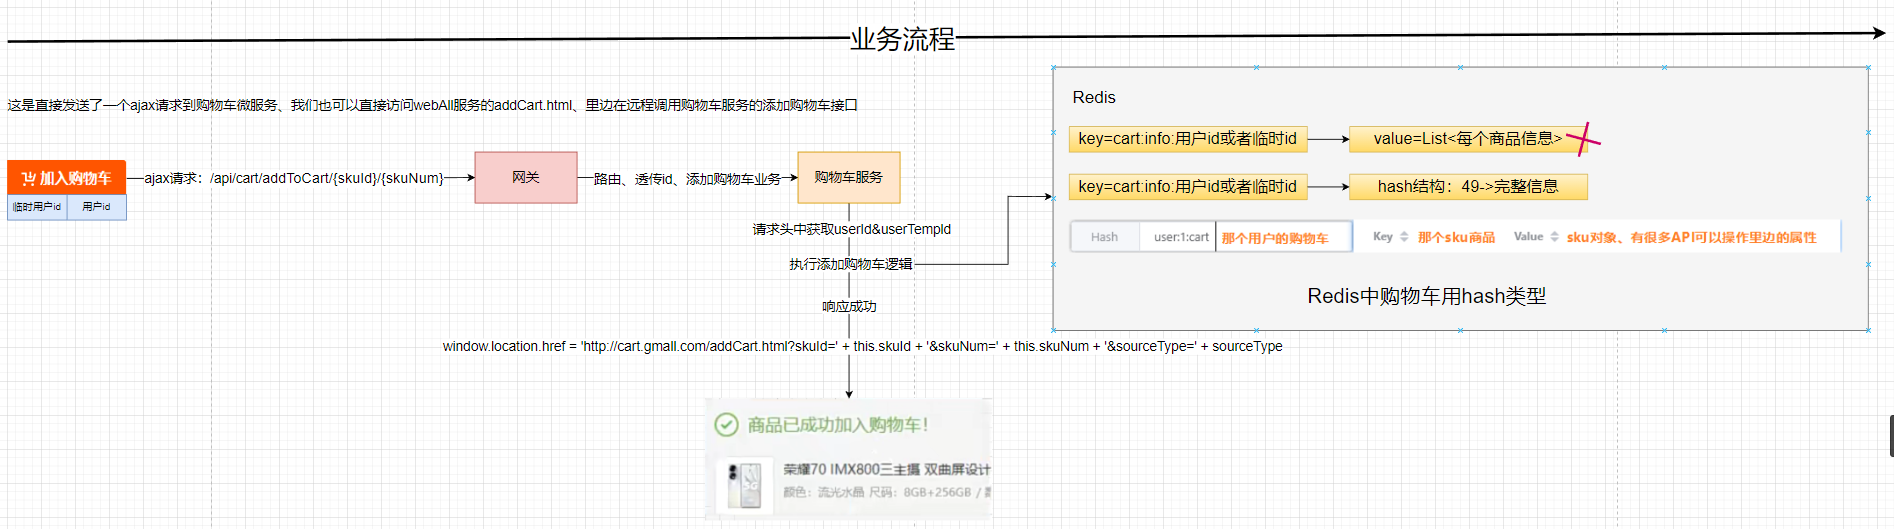 业务流程
这是直接发送了一个ajax请求到购物车微服务、我们也可以直接访问webAll服务的addCart.html、里边在远程调用购物车服务的添加购物车接口
加入购物车
临时用户id
用户id
ajax请求：/api/cart/addToCart/{skuId}/{skuNum}
网关
路由、透传id、添加购物车业务
购物车服务
请求头中获取userId&userTempId
执行添加购物车逻辑
响应成功
window.location.href = 'http://cart.gmall.com/addCart.html?skuId=' + this.skuId + '&skuNum=' + this.skuNum + '&sourceType=' + sourceType
商品已成功加入购物车！
荣耀70 IMX800三主摄 双曲屏设计
颜色：流光水晶 尺码：8GB+256GB /
5G
Redis
key=cart:info:用户id或者临时id
value=List<每个商品信息>
key=cart:info:用户id或者临时id
hash结构：49->完整信息
Hash
user:1:cart
那个用户的购物车
Key
那个sku商品
Value
sku对象、有很多API可以操作里边的属性
Redis中购物车用hash类型